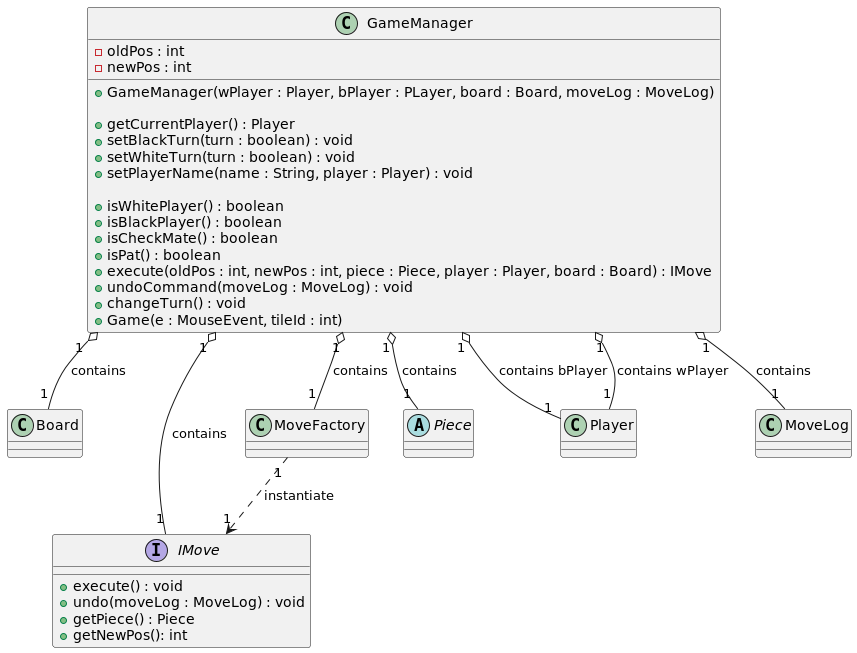 C GameManager
oldPos : int
newPos : int
GameManager(wPlayer : Player, bPlayer : PLayer, board : Board, moveLog : MoveLog)
getCurrentPlayer() : Player
setBlackTurn(turn : boolean) : void
setWhiteTurn(turn : boolean) : void
setPlayerName(name : String, player : Player) : void
isWhitePlayer() : boolean
isBlackPlayer() : boolean
isCheckMate() : boolean
isPat() : boolean
execute(oldPos : int, newPos : int, piece : Piece, player : Player, board : Board) : IMove
undoCommand(moveLog : MoveLog) : void
changeTurn() : void
Game(e : MouseEvent, tileId : int)
1 1 1 1 1 1 1
contains contains contains contains bPlayer contains wPlayer contains
1 1 1 1 1 1
C Board C MoveFactory A Piece C Player C MoveLog
contains
1
instantiate
1 1
I IMove
execute() : void
undo(moveLog : MoveLog) : void
getPiece() : Piece
getNewPos(): int